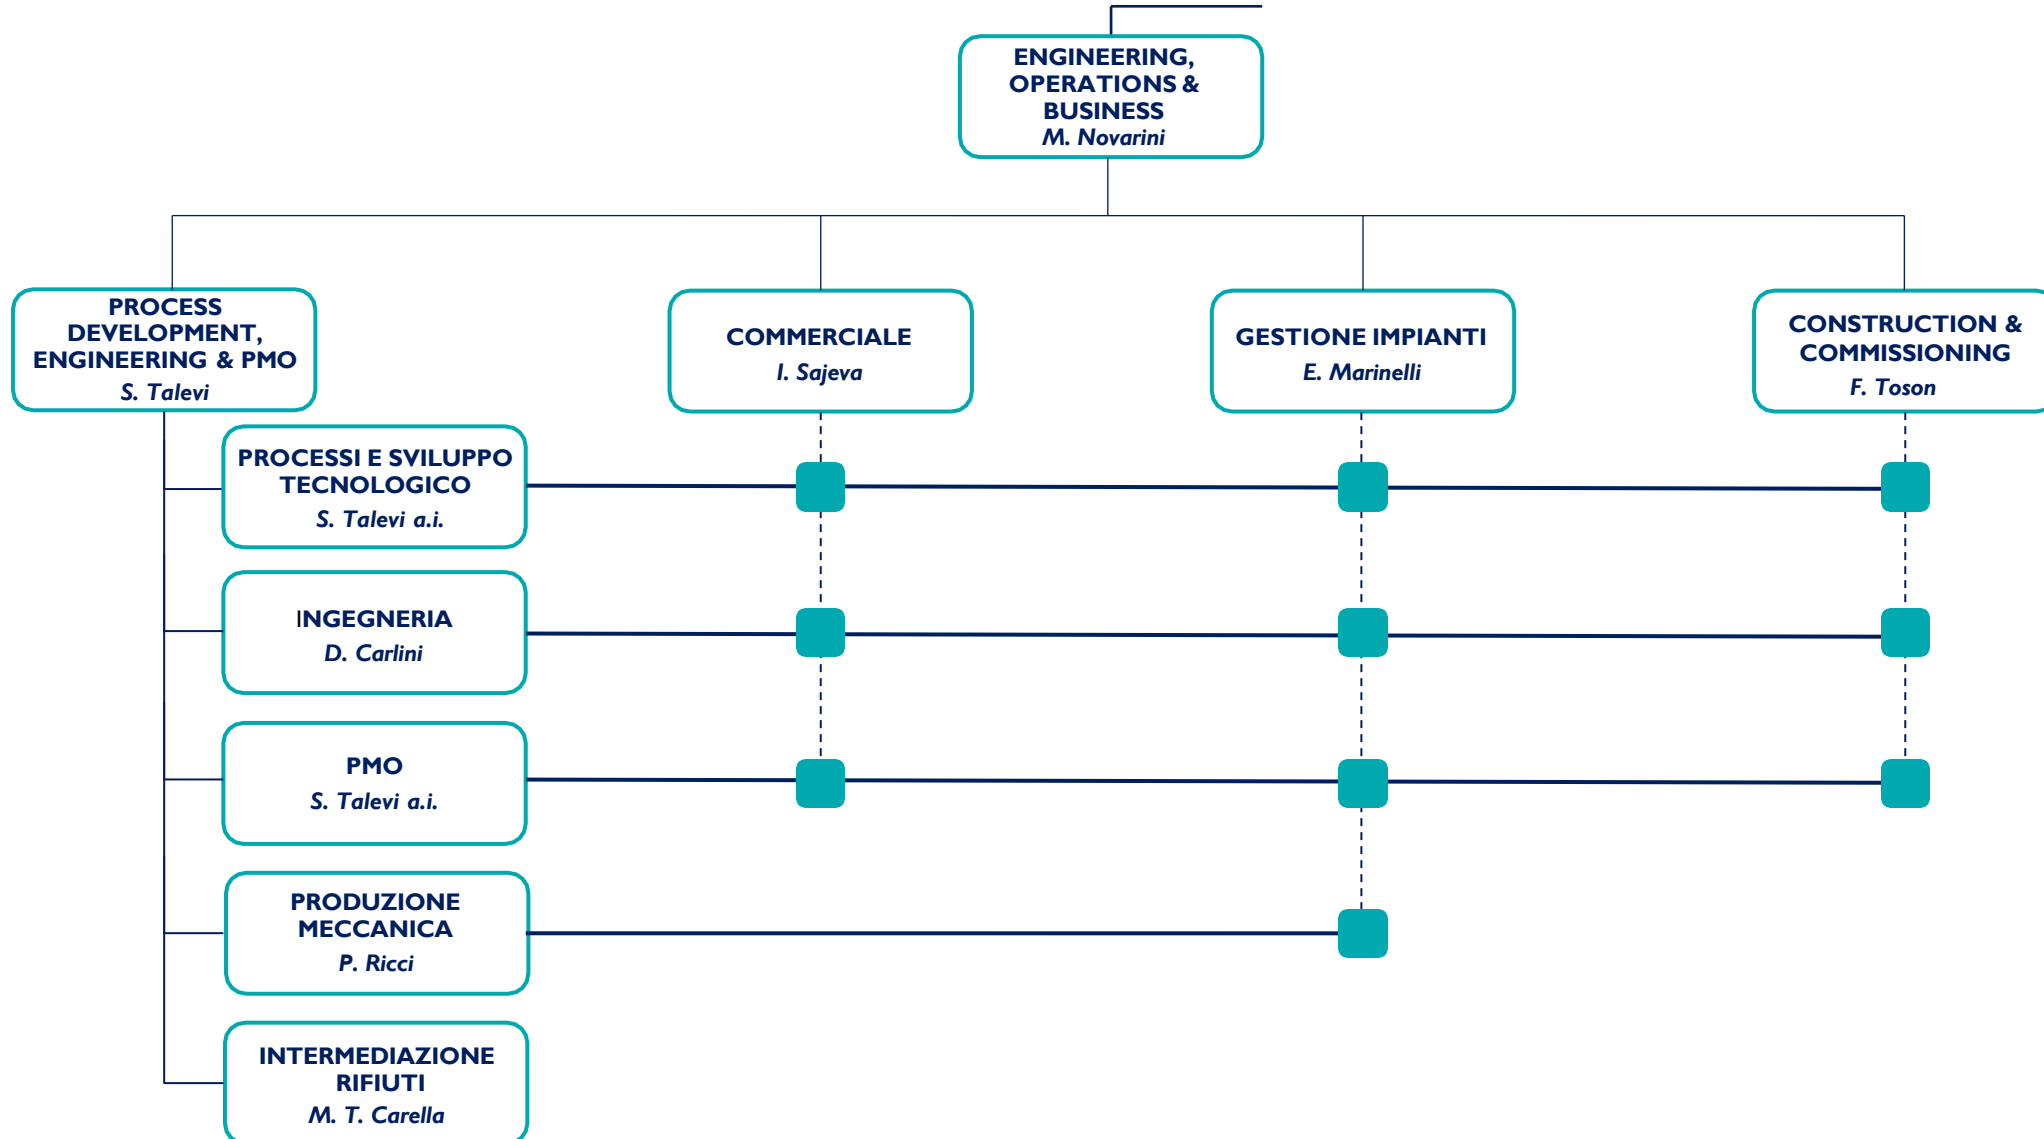 ENGINEERING,
OPERATIONS &
BUSINESS
M. Novarini
PROCESS
DEVELOPMENT,
ENGINEERING & PMO
S. Talevi
COMMERCIALE
I. Sajeva
GESTIONE IMPIANTI
E. Marinelli
CONSTRUCTION &
COMMISSIONING
F. Toson
PROCESSI E SVILUPPO
TECNOLOGICO
S. Talevi a.i.
INGEGNERIA
D. Carlini
PMO
S. Talevi a.i.
PRODUZIONE
MECCANICA
P. Ricci
INTERMEDIAZIONE
RIFIUTI
M. T. Carella